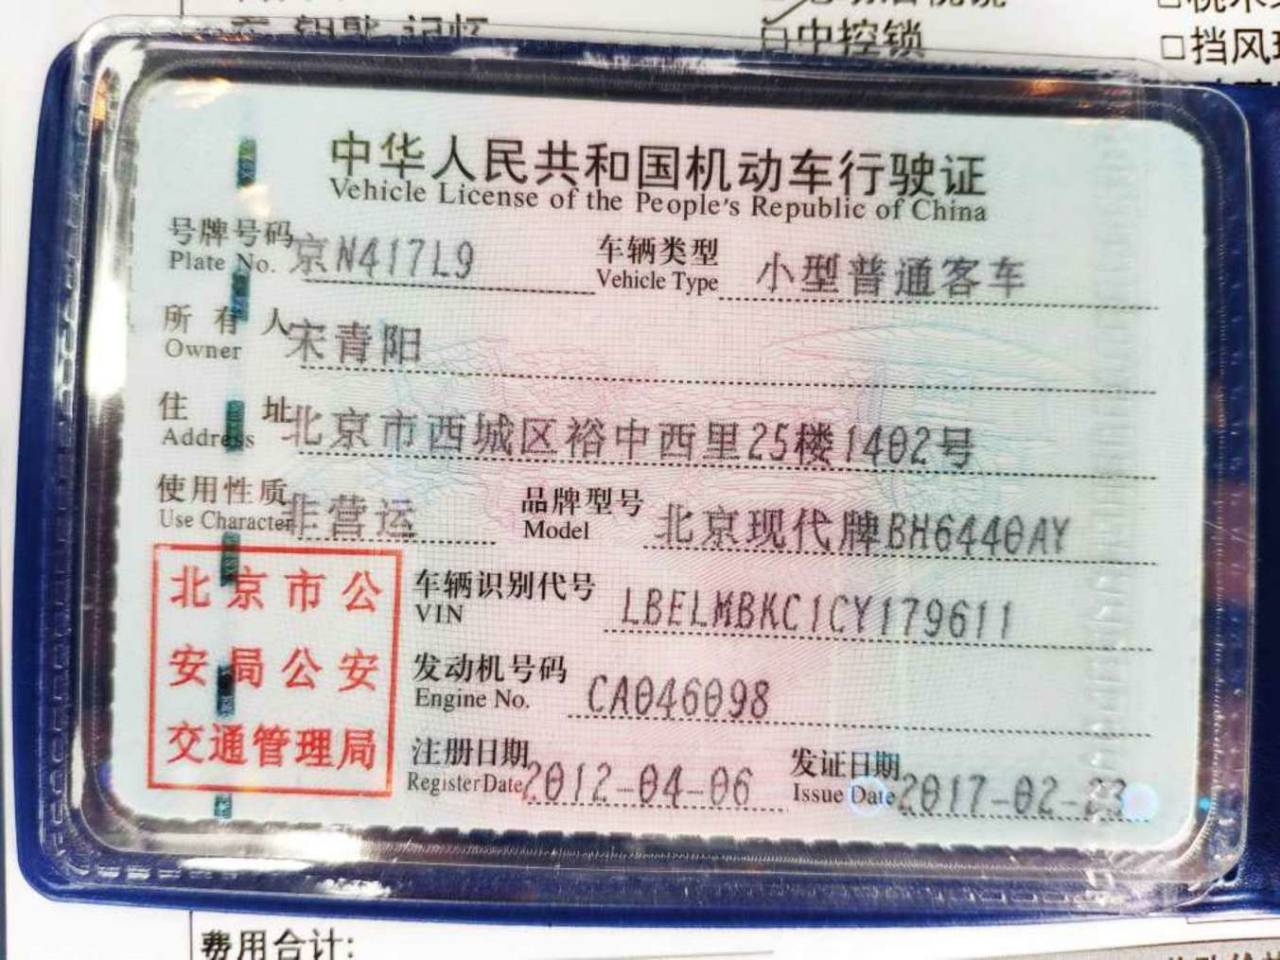 中控锁
□挡风
中华人民共和国机动车行驶证
Vehicle License of the People's Republic of China
号牌号码 京N417L9 车辆类型 小型普通客车
Plate No. Vehicle Type
所有人 宋青阳
Owner
住址 北京市西城区裕中西里25楼1402号
Address
使用性质 非营运 品牌型号 北京现代牌BH6440AY
Use Character Model
北京市公
安局公安
交通管理局
车辆识别代号 LBELMBKC1CY179611
VIN
发动机号码 CA046098
Engine No.
注册日期 2012-04-06 发证日期 2017-02-23
Register Date Issue Date
费用合计: